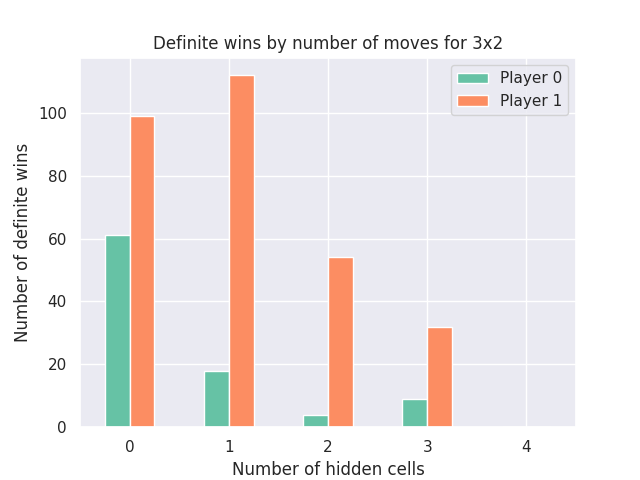 Definite wins by number of moves for 3x2
Player 0
Player 1
Number of definite wins
100
80
60
40
20
0
0 1 2 3 4
Number of hidden cells